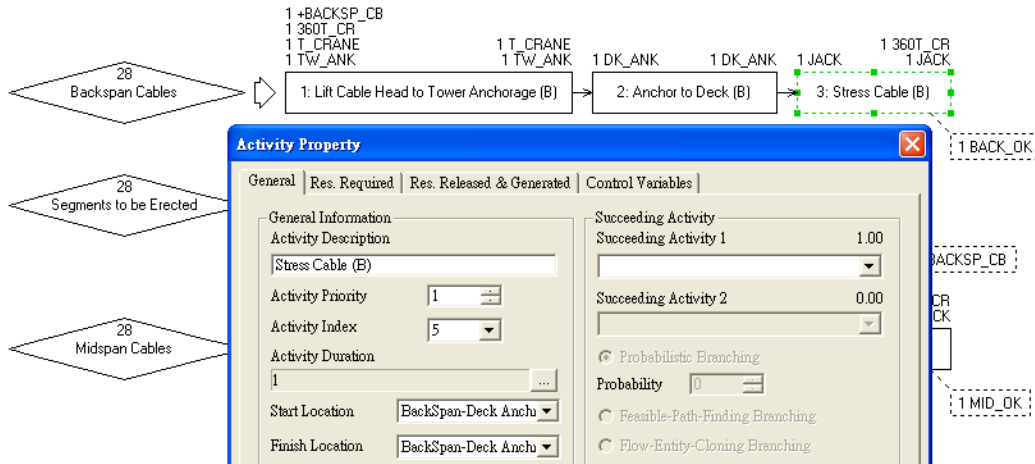 1 +BACKSP_CB
1 360T_CR
1 T_CRANE
1 TW_ANK
1 T_CRANE
1 TW_ANK
1 DK_ANK
1 DK_ANK
1 JACK
1 360T_CR
1 JACK
28
Backspan Cables
1: Lift Cable Head to Tower Anchorage (B)
2: Anchor to Deck (B)
3: Stress Cable (B)
1 BACK_OK
28
Segments to be Erected
BACKSP_CB
28
Midspan Cables
CR
CK
1 MID_OK
Activity Property
General
Res. Required
Res. Released & Generated
Control Variables
General Information
Activity Description
Stress Cable (B)
Activity Priority
1
Activity Index
5
Activity Duration
1
...
Start Location
BackSpan-Deck Anch
Finish Location
BackSpan-Deck Anch
Succeeding Activity
Succeeding Activity 1
1.00
Succeeding Activity 2
0.00
Probabilistic Branching
Probability
0
Feasible-Path-Finding Branching
Flow-Entity-Cloning Branching